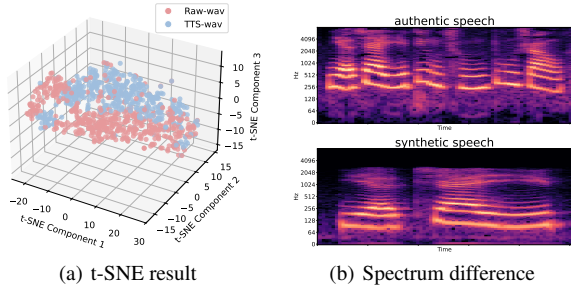 Raw-wav
TTS-wav
10
5
0
−5
−10
−15
t-SNE Component 3
−20
−10
0
10
20
30
t-SNE Component 1
−15
−10
−5
0
5
10
15
t-SNE Component 2
(a) t-SNE result
authentic speech
4096
2048
1024
512
256
128
64
0
Hz
Time
synthetic speech
4096
2048
1024
512
256
128
64
0
Hz
Time
(b) Spectrum difference